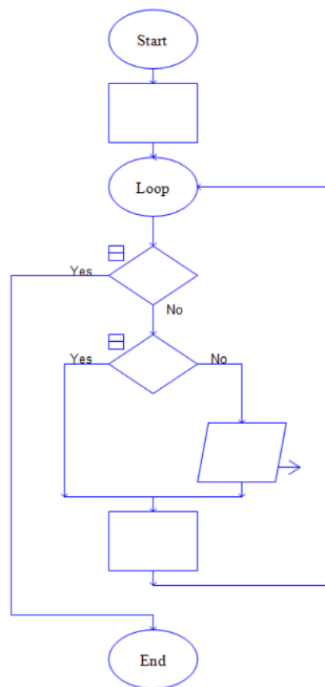 Start
Loop
Yes
No
Yes
No
End